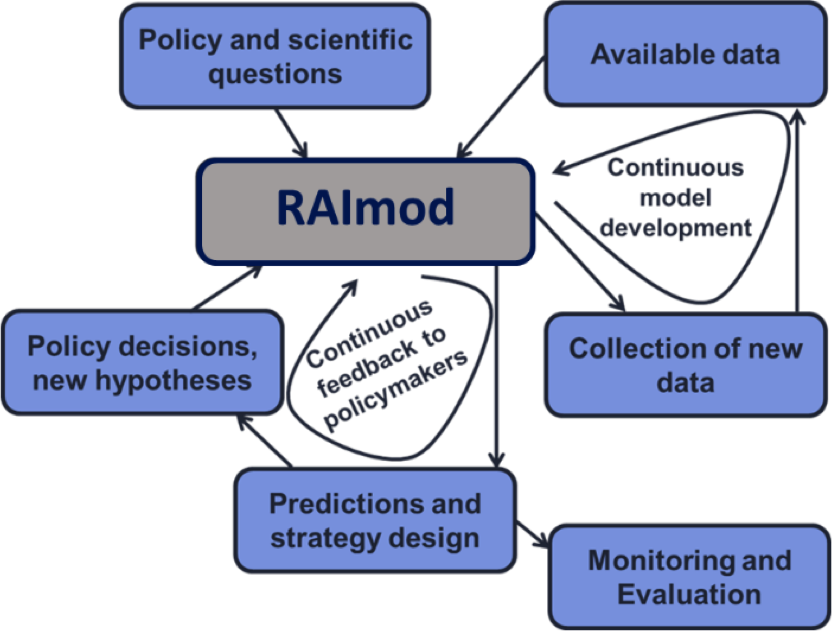 Policy and scientific
questions
Available data
RAImod
Continuous
model
development
Policy decisions,
new hypotheses
Continuous
feedback to
policymakers
Collection of new
data
Predictions and
strategy design
Monitoring and
Evaluation